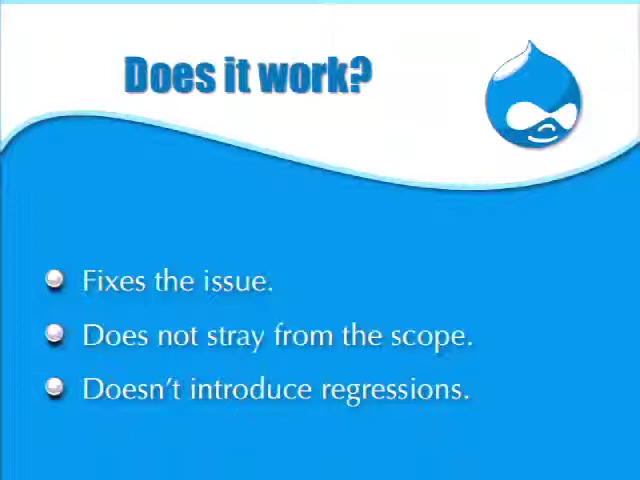 Does it work?
Fixes the issue.
Does not stray from the scope.
Doesn't introduce regressions.